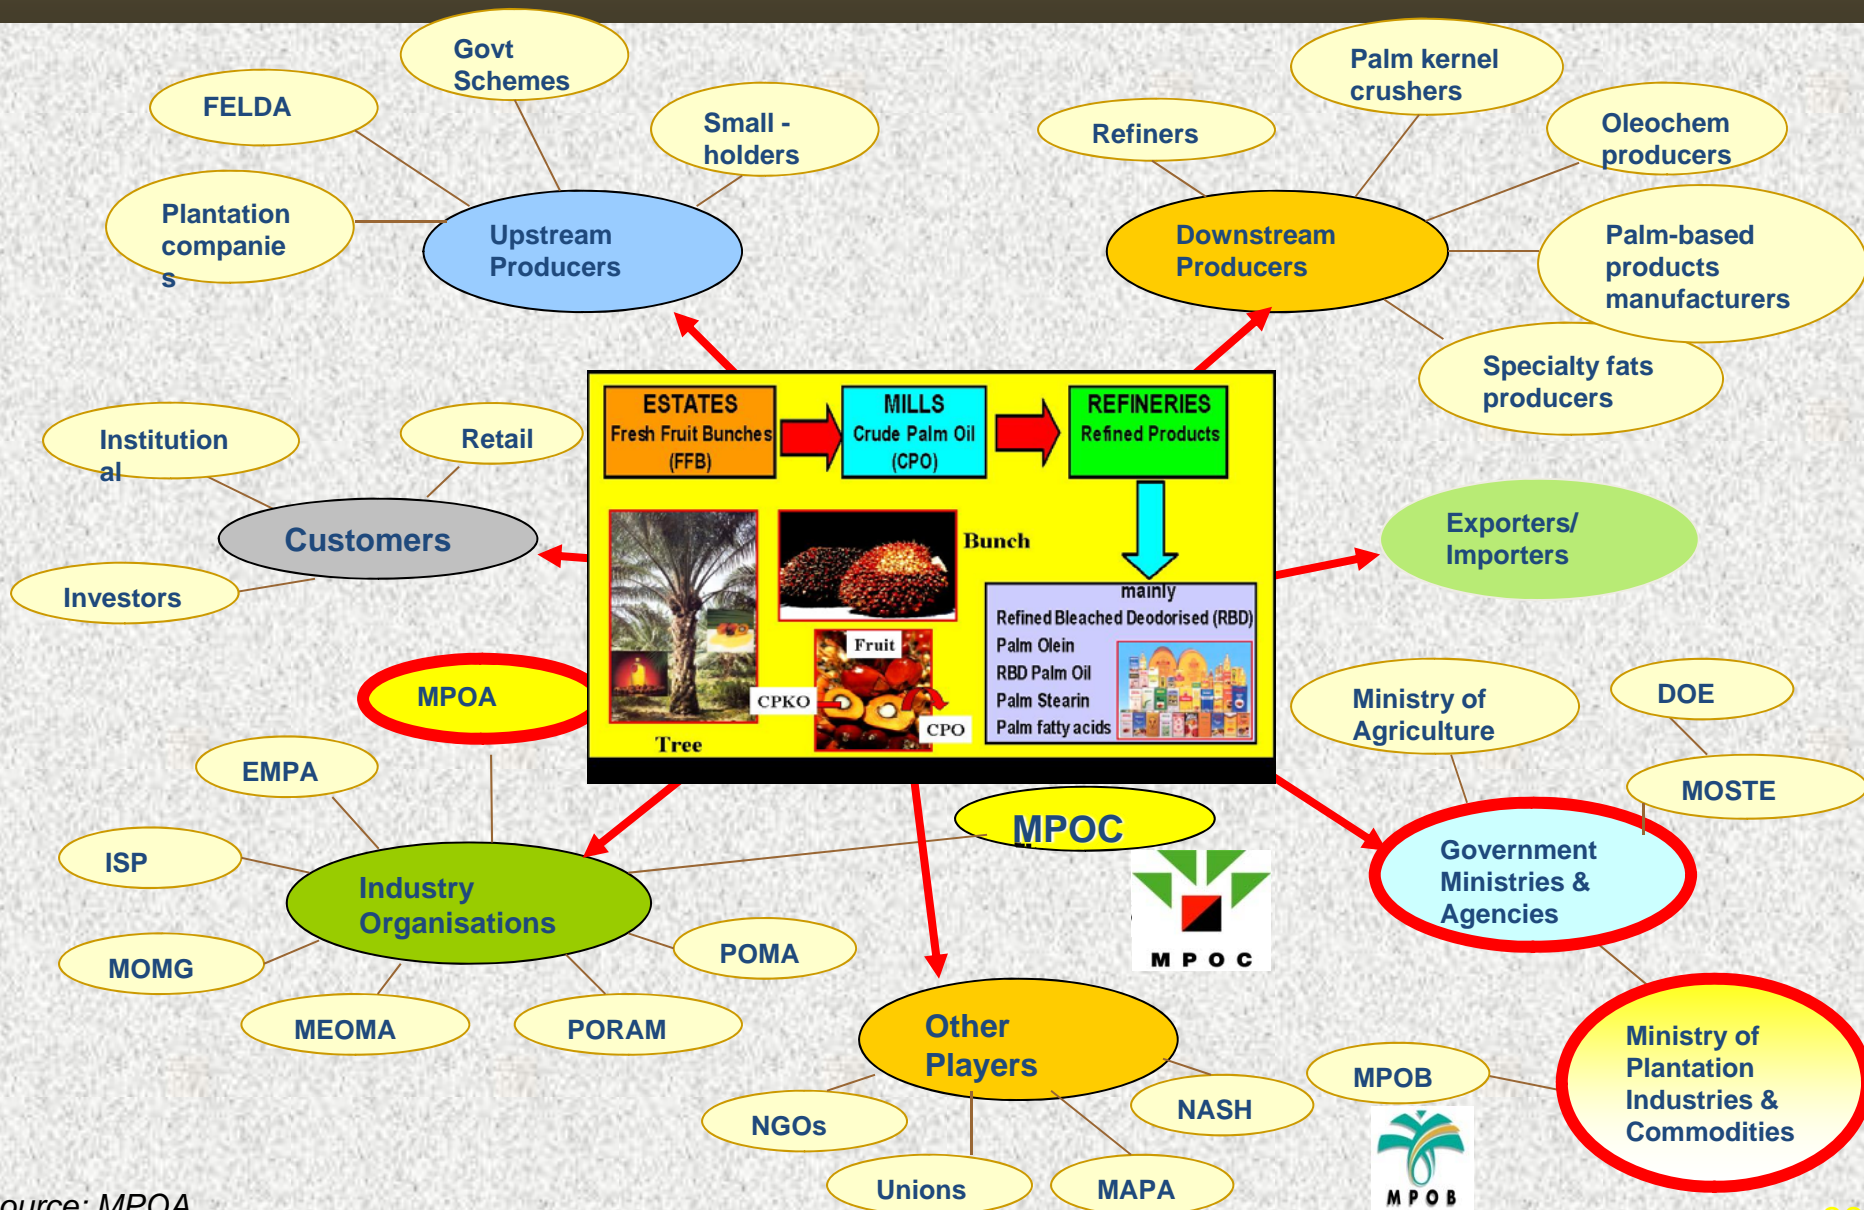 Govt
Schemes
FELDA
Small -
holders
Plantation
companie
s
Upstream
Producers
Palm kernel
crushers
Refiners
Oleochem
producers
Downstream
Producers
Palm-based
products
manufacturers
Specialty fats
producers
Institution
al
Retail
Customers
Investors
ESTATES
Fresh Fruit Bunches
(FFB)
MILLS
Crude Palm Oil
(CPO)
REFINERIES
Refined Products
Bunch
Fruit
CPKO
CPO
Tree
mainly
Refined Bleached Deodorised (RBD)
Palm Olein
RBD Palm Oil
Palm Stearin
Palm fatty acids
Exporters/
Importers
MPOA
EMPA
ISP
MOMG
MEOMA
PORAM
POMA
Industry
Organisations
MPOC
MPOC
Ministry of
Agriculture
DOE
MOSTE
Government
Ministries &
Agencies
Ministry of
Plantation
Industries &
Commodities
MPOB
MPOB
Other
Players
NGOs
Unions
MAPA
NASH
ource: MPOA